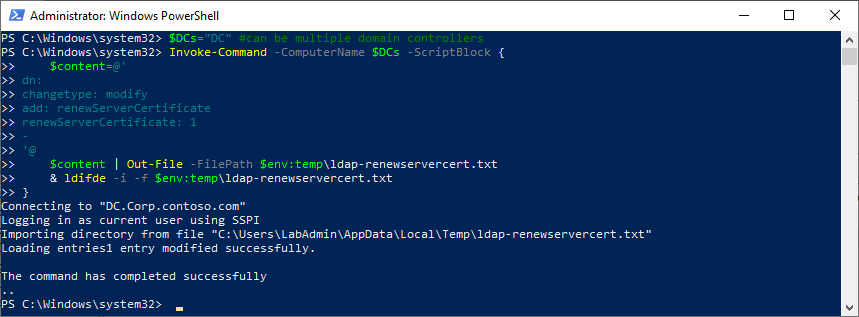 Administrator: Windows PowerShell
PS C:\Windows\system32> $DCs="DC" #can be multiple domain controllers
PS C:\Windows\system32> Invoke-Command -ComputerName $DCs -ScriptBlock {
>>     $content=@'
>> dn:
>> changetype: modify
>> add: renewServerCertificate
>> renewServerCertificate: 1
>> -
>> '@
>>     $content | Out-File -FilePath $env:temp\ldap-renewservercert.txt
>>     & ldifde -i -f $env:temp\ldap-renewservercert.txt
>> }
Connecting to "DC.Corp.contoso.com"
Logging in as current user using SSPI
Importing directory from file "C:\Users\LabAdmin\AppData\Local\Temp\ldap-renewservercert.txt"
Loading entries1 entry modified successfully.
The command has completed successfully
..
PS C:\Windows\system32>